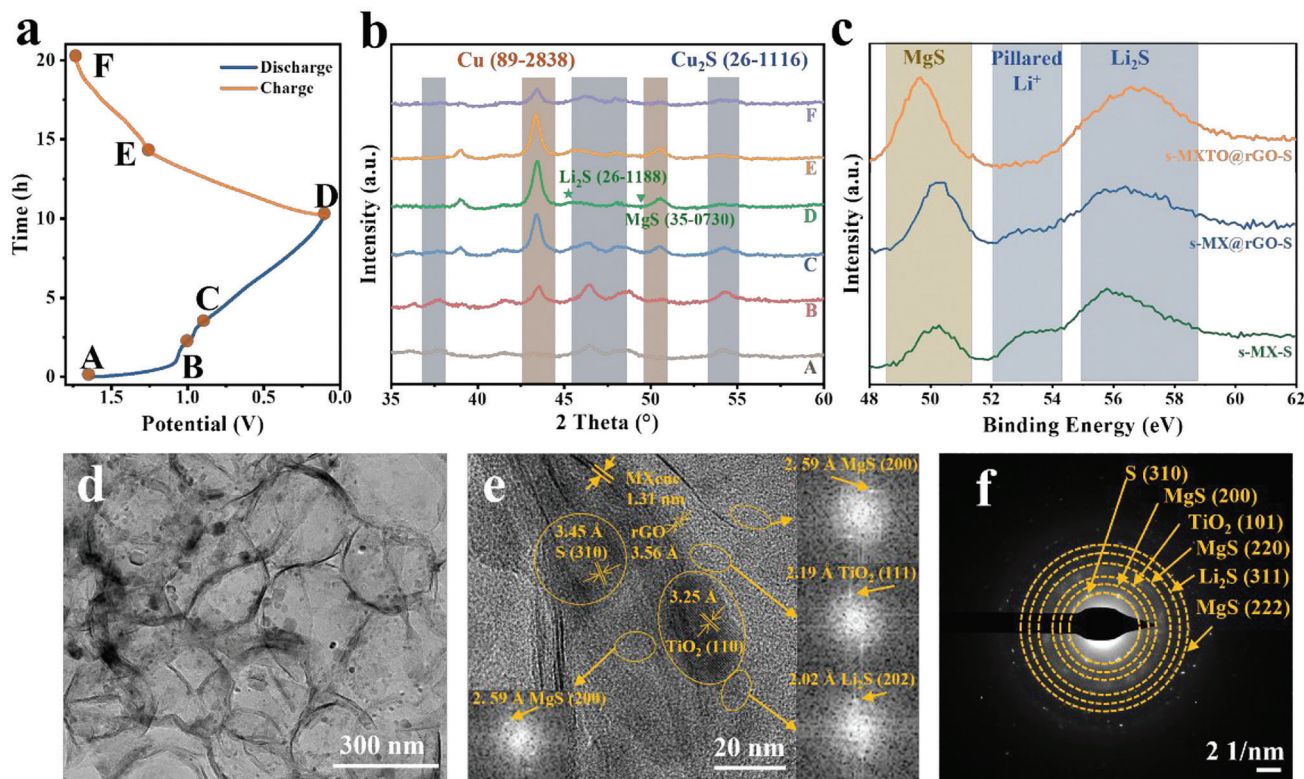 a
20
15
10
5
0
Time (h)
1.5
1.0
0.5
0.0
Potential (V)
Discharge
Charge
F
E
D
C
B
A
b
Cu (89-2838)
Cu₂S (26-1116)
F
E
Li₂S (26-1188)
D
MgS (35-0730)
C
B
A
Intensity (a.u.)
35
40
45
50
55
60
2 Theta (°)
c
MgS
Pillared
Li⁺
Li₂S
s-MXTO@rGO-S
s-MX@rGO-S
s-MX-S
Intensity (a.u.)
48
50
52
54
56
58
60
62
Binding Energy (eV)
d
300 nm
e
MXene
1.31 nm
3.45 Å
S (310)
rGO
3.56 Å
3.25 Å
TiO₂ (110)
2. 59 Å MgS (200)
2. 59 Å MgS (200)
2.19 Å TiO₂ (111)
2.02 Å Li₂S (202)
20 nm
f
S (310)
MgS (200)
TiO₂ (101)
MgS (220)
Li₂S (311)
MgS (222)
2 1/nm